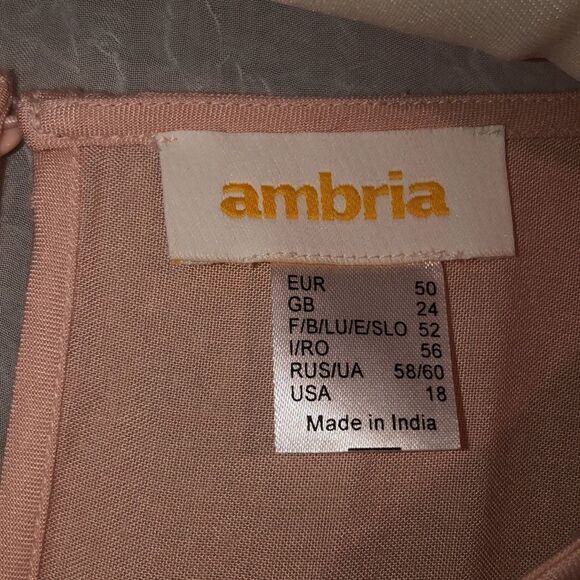 ambria
EUR 50
GB 24
F/B/LU/E/SLO 52
I/RO 56
RUS/UA 58/60
USA 18
Made in India